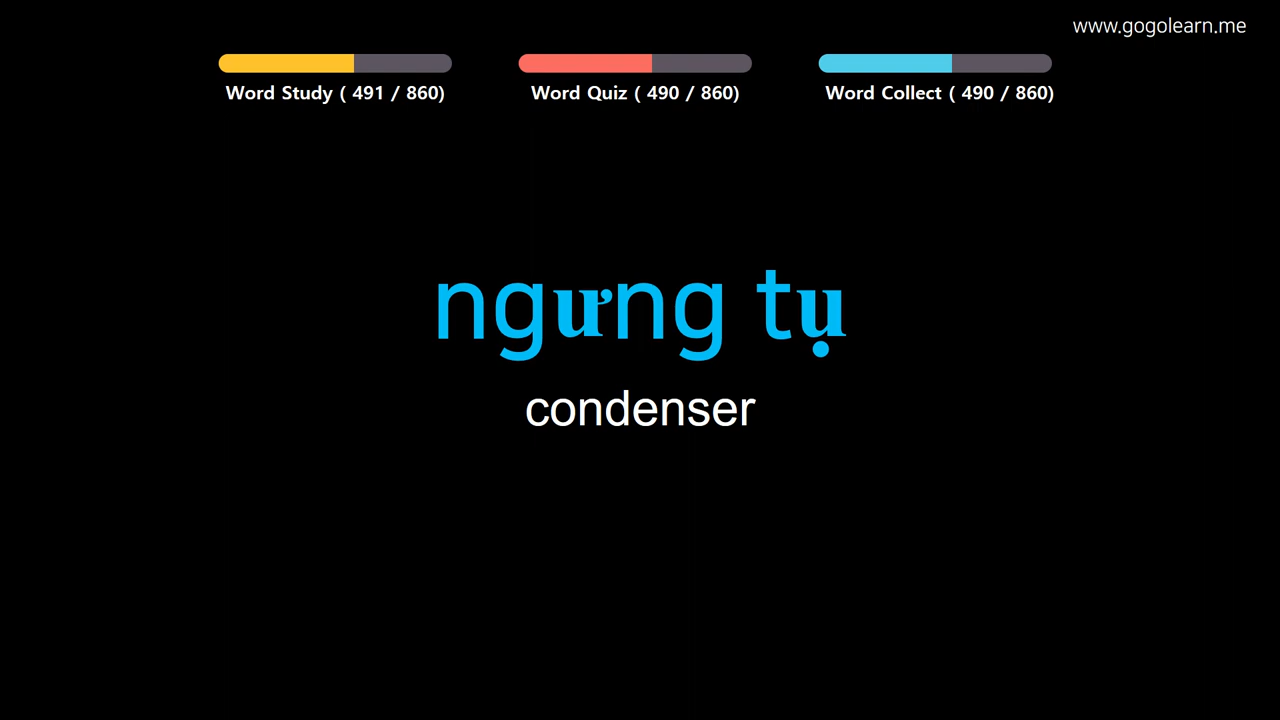 www.gogolearn.me
Word Study ( 491 / 860)
Word Quiz ( 490 / 860)
Word Collect ( 490 / 860)
ngưng tụ
condenser